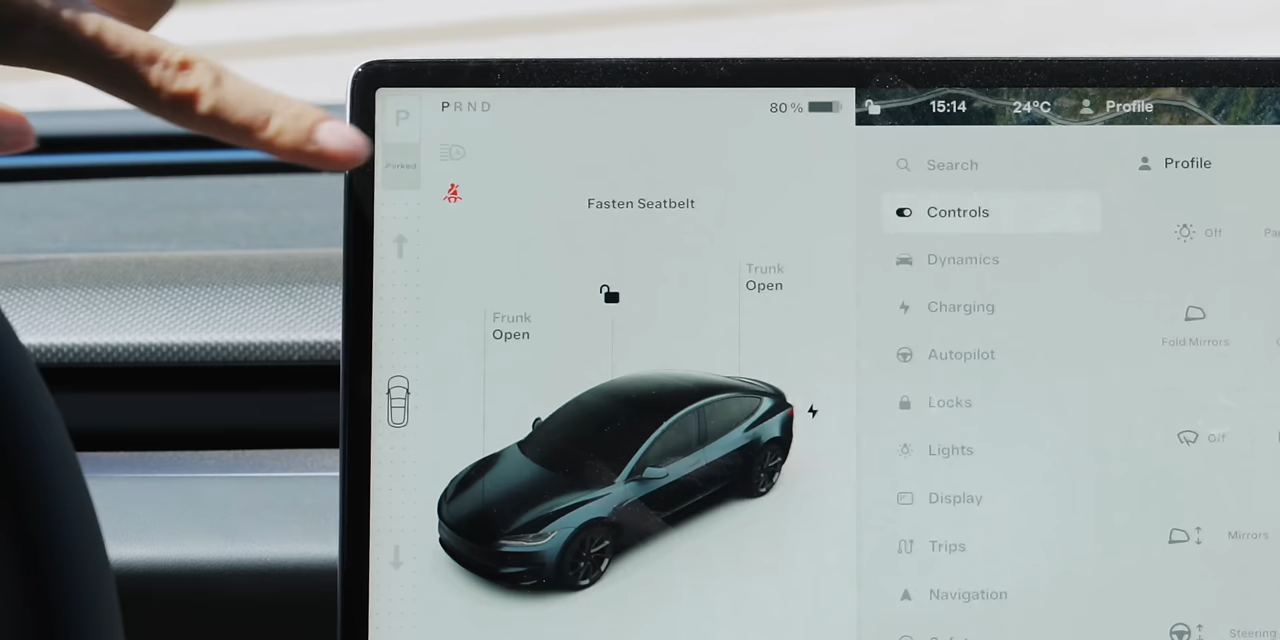 P
Parked
P R N D
80 %
Fasten Seatbelt
Trunk
Open
Frunk
Open
15:14
24°C
Profile
Search
Controls
Dynamics
Charging
Autopilot
Locks
Lights
Display
Trips
Navigation
Profile
Off
Fold Mirrors
Off
Mirrors
Steering